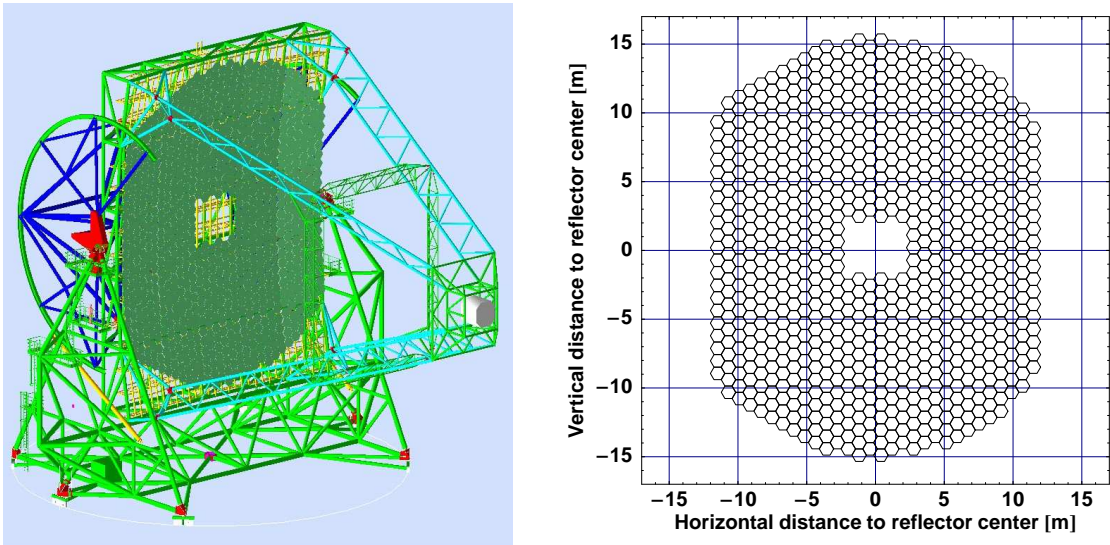 Vertical distance to reflector center [m]
15
10
5
0
−5
−10
−15
−15 −10 −5 0 5 10 15
Horizontal distance to reflector center [m]